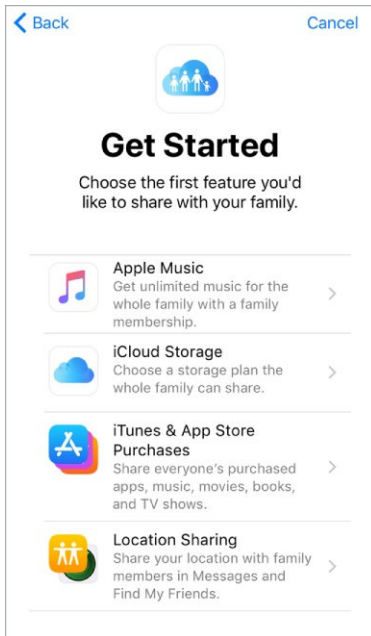 Back
Cancel
Get Started
Choose the first feature you'd
like to share with your family.
Apple Music
Get unlimited music for the
whole family with a family
membership.
iCloud Storage
Choose a storage plan the
whole family can share.
iTunes & App Store
Purchases
Share everyone's purchased
apps, music, movies, books,
and TV shows.
Location Sharing
Share your location with family
members in Messages and
Find My Friends.